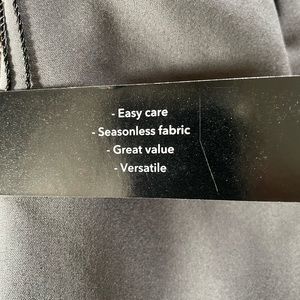 - Easy care
- Seasonless fabric
- Great value
- Versatile